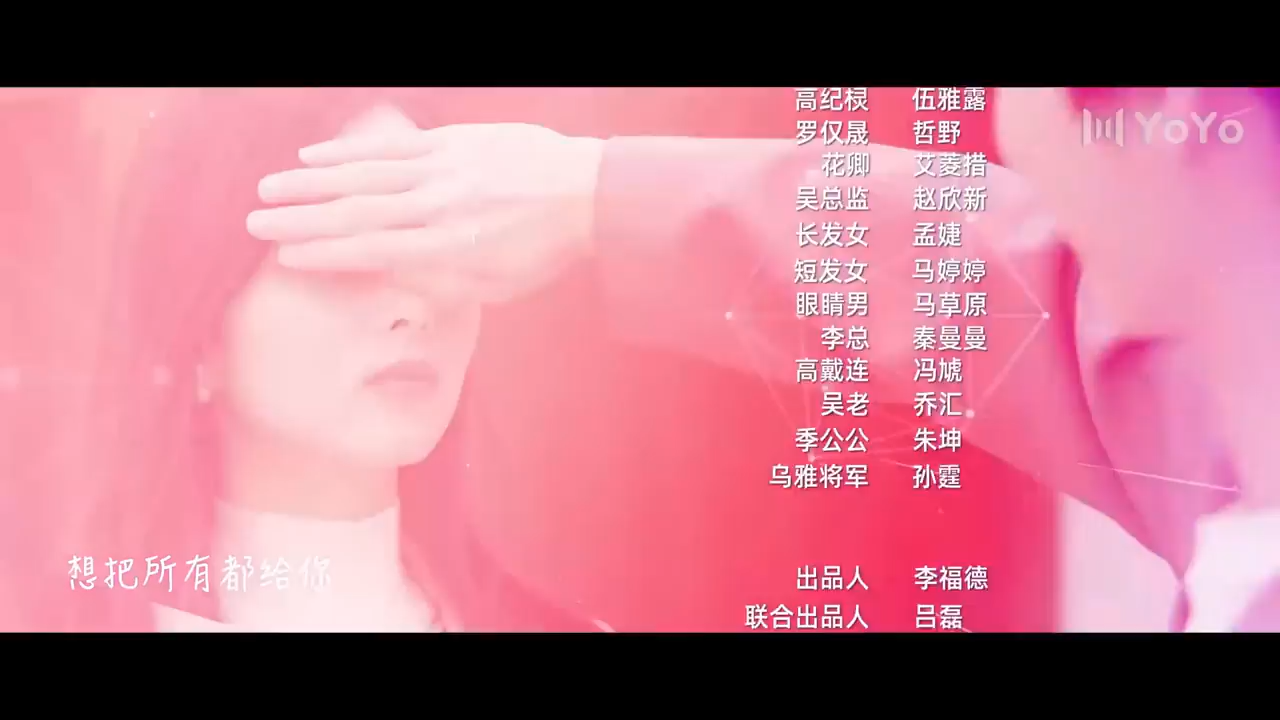 高纪桹 伍雅露
罗仅晟 哲野
花卿 艾菱措
吴总监 赵欣新
长发女 孟婕
短发女 马婷婷
眼睛男 马草原
李总 秦曼曼
高戴连 冯虓
吴老 乔汇
季公公 朱坤
乌雅将军 孙霆
出品人 李福德
联合出品人 吕磊
想把所有都给你
YoYo